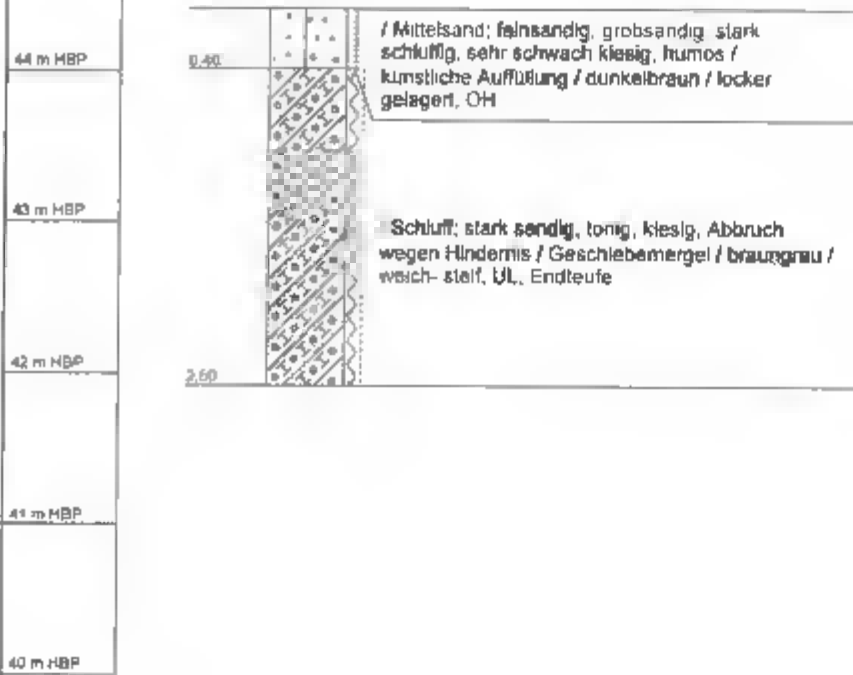 / Mittelsand; feinsandig, grobsandig, stark
schluffig, sehr schwach kiesig, humos /
künstliche Auffüllung / dunkelbraun / locker
gelagert, OH
44 m HBP
0,40
43 m HBP
Schluff; stark sandig, tonig, kiesig, Abbruch
wegen Hindernis / Geschiebemergel / braungrau /
weich- steif, UL, Endteufe
42 m HBP
2,60
41 m HBP
40 m HBP